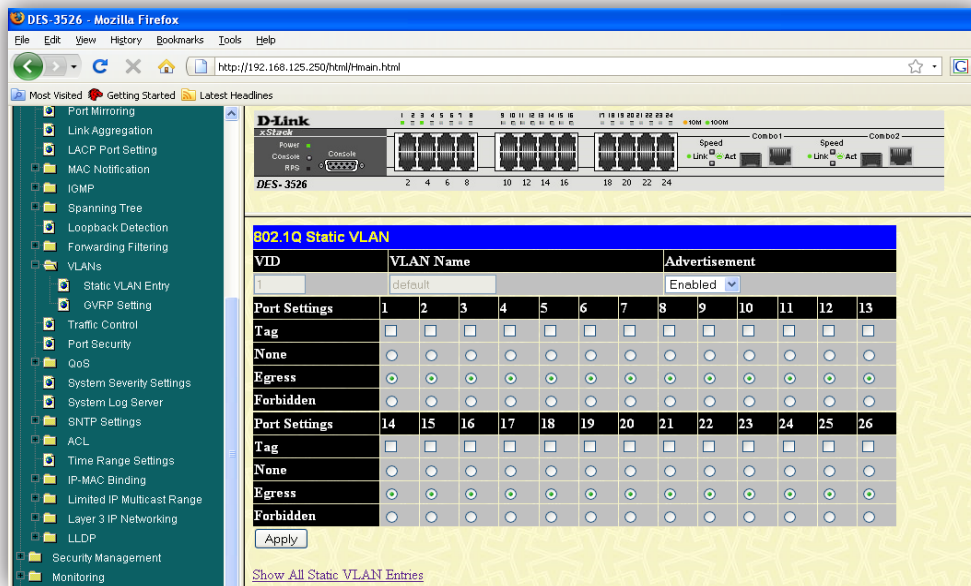 DES-3526 - Mozilla Firefox
File Edit View History Bookmarks Tools Help
http://192.168.125.250/html/Hmain.html
Most Visited Getting Started Latest Headlines
Port Mirroring
Link Aggregation
LACP Port Setting
MAC Notification
IGMP
Spanning Tree
Loopback Detection
Forwarding Filtering
VLANs
Static VLAN Entry
GVRP Setting
Traffic Control
Port Security
QoS
System Severity Settings
System Log Server
SNTP Settings
ACL
Time Range Settings
IP-MAC Binding
Limited IP Multicast Range
Layer 3 IP Networking
LLDP
Security Management
Monitoring
D-Link
xStack
Power
Console
RPS
Console
DES-3526
1 2 3 4 5 6 7 8 9 10 11 12 13 14 15 16 17 18 19 20 21 22 23 24
10M 100M
Combo1 Combo2
Speed Speed
Link Act Link Act
2 4 6 8 10 12 14 16 18 20 22 24
802.1Q Static VLAN
VID VLAN Name Advertisement
1 default Enabled
Port Settings 1 2 3 4 5 6 7 8 9 10 11 12 13
Tag
None
Egress
Forbidden
Port Settings 14 15 16 17 18 19 20 21 22 23 24 25 26
Tag
None
Egress
Forbidden
Apply
Show All Static VLAN Entries